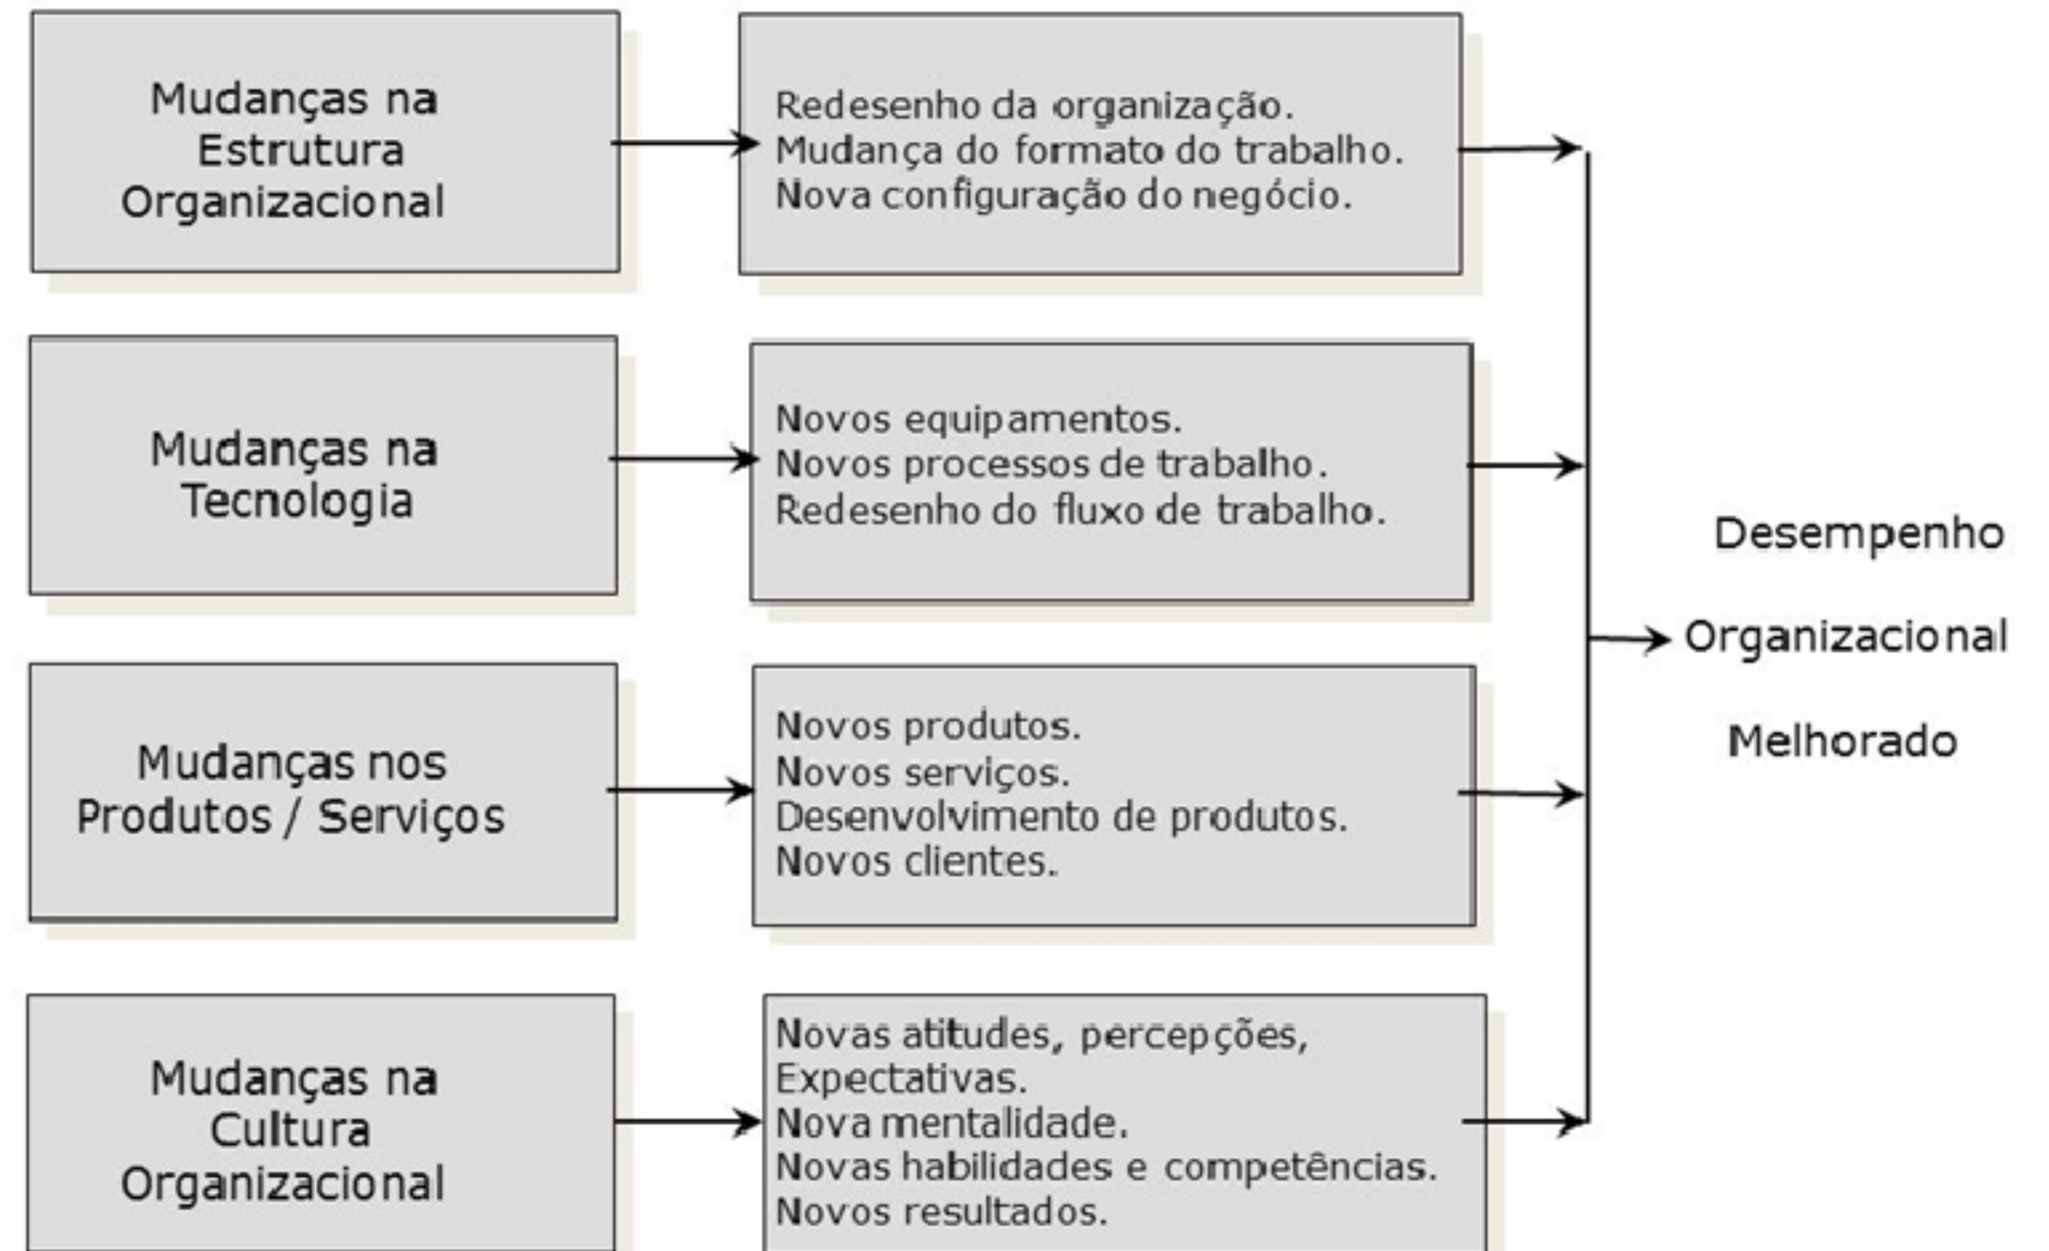 Mudanças na
Estrutura
Organizacional
Redesenho da organização.
Mudança do formato do trabalho.
Nova configuração do negócio.
Mudanças na
Tecnologia
Novos equipamentos.
Novos processos de trabalho.
Redesenho do fluxo de trabalho.
Mudanças nos
Produtos / Serviços
Novos produtos.
Novos serviços.
Desenvolvimento de produtos.
Novos clientes.
Mudanças na
Cultura
Organizacional
Novas atitudes, percepções,
Expectativas.
Nova mentalidade.
Novas habilidades e competências.
Novos resultados.
Desempenho
Organizacional
Melhorado